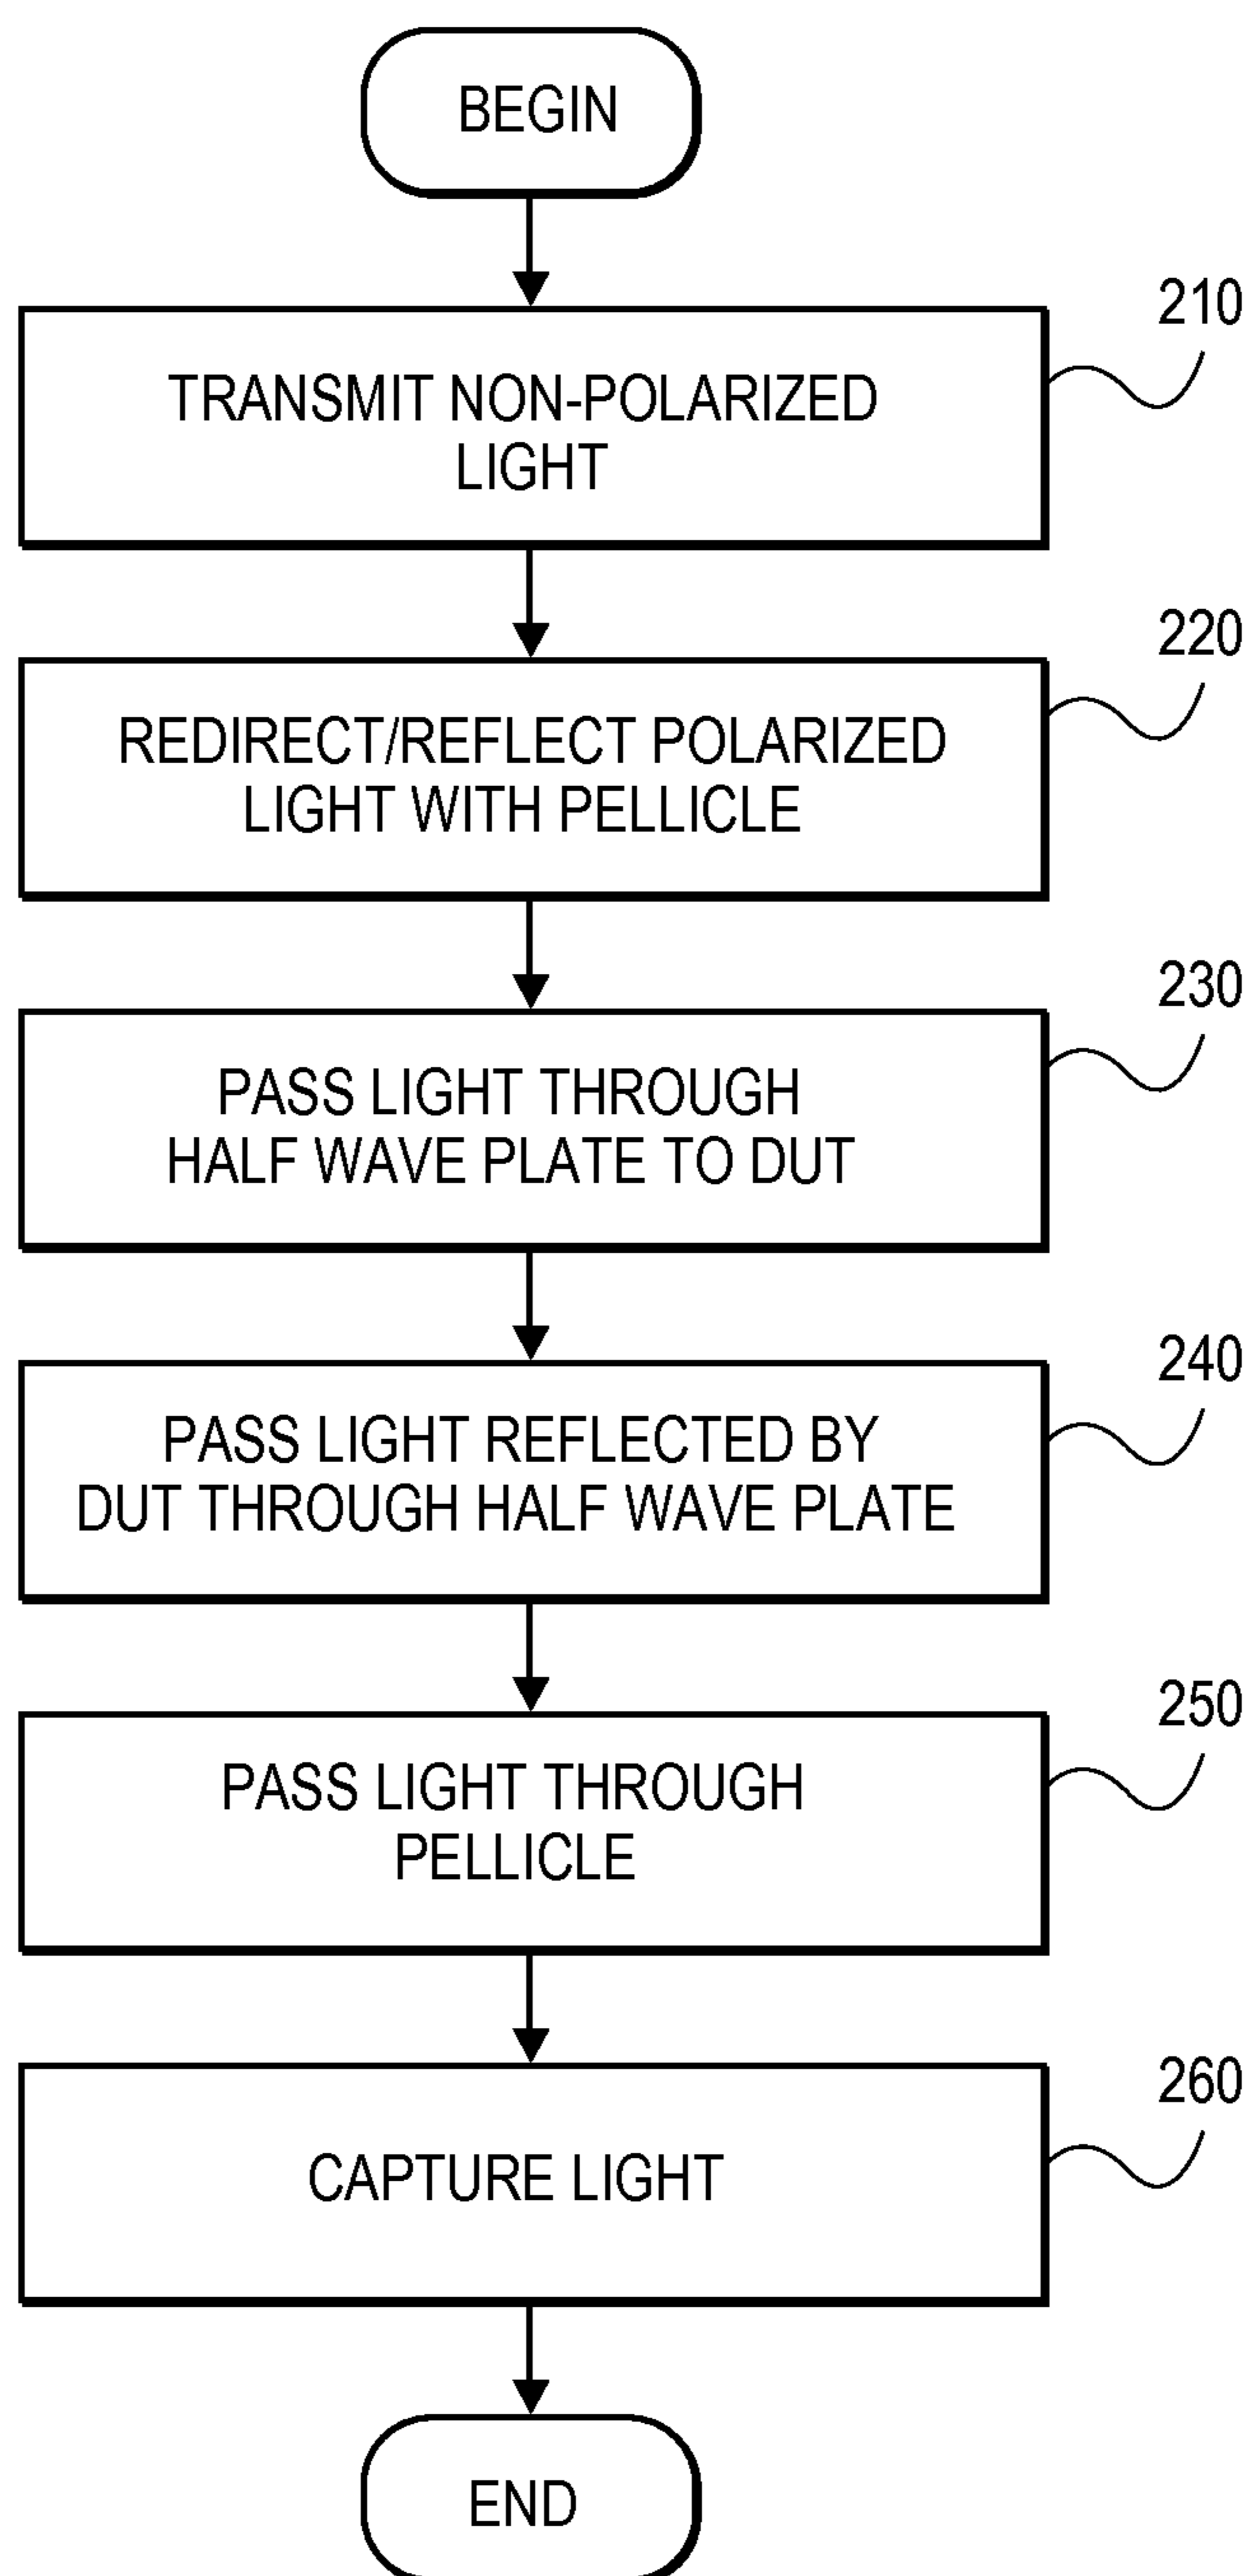 BEGIN
210
TRANSMIT NON-POLARIZED
LIGHT
220
REDIRECT/REFLECT POLARIZED
LIGHT WITH PELLICLE
230
PASS LIGHT THROUGH
HALF WAVE PLATE TO DUT
240
PASS LIGHT REFLECTED BY
DUT THROUGH HALF WAVE PLATE
250
PASS LIGHT THROUGH
PELLICLE
260
CAPTURE LIGHT
END